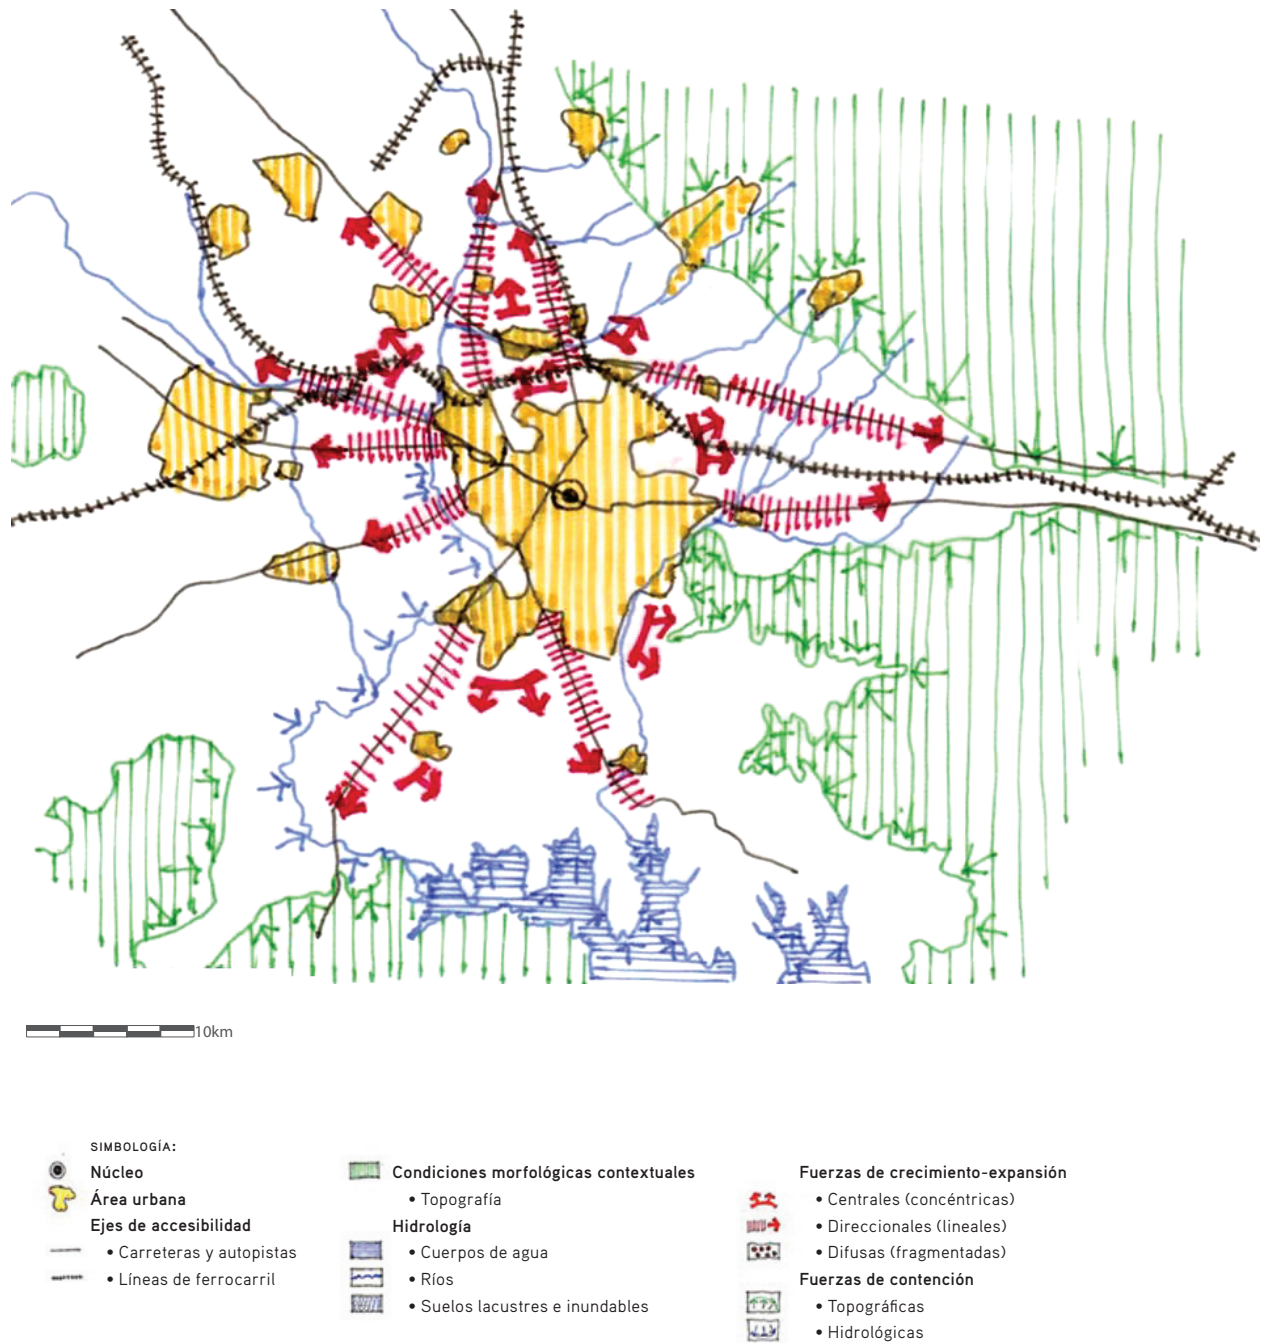 10km
SIMBOLOGÍA:
Núcleo
Área urbana
Ejes de accesibilidad
• Carreteras y autopistas
• Líneas de ferrocarril
Condiciones morfológicas contextuales
• Topografía
Hidrología
• Cuerpos de agua
• Ríos
• Suelos lacustres e inundables
Fuerzas de crecimiento-expansión
• Centrales (concéntricas)
• Direccionales (lineales)
• Difusas (fragmentadas)
Fuerzas de contención
• Topográficas
• Hidrológicas